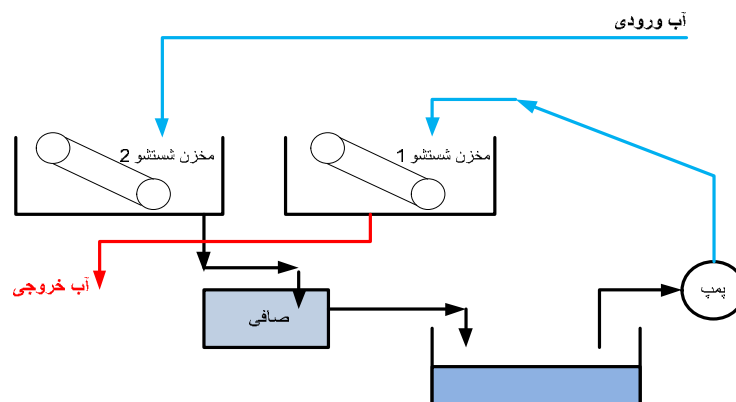 آب ورودی
مخزن شستشو 1
مخزن شستشو 2
پمپ
آب خروجی
صافی